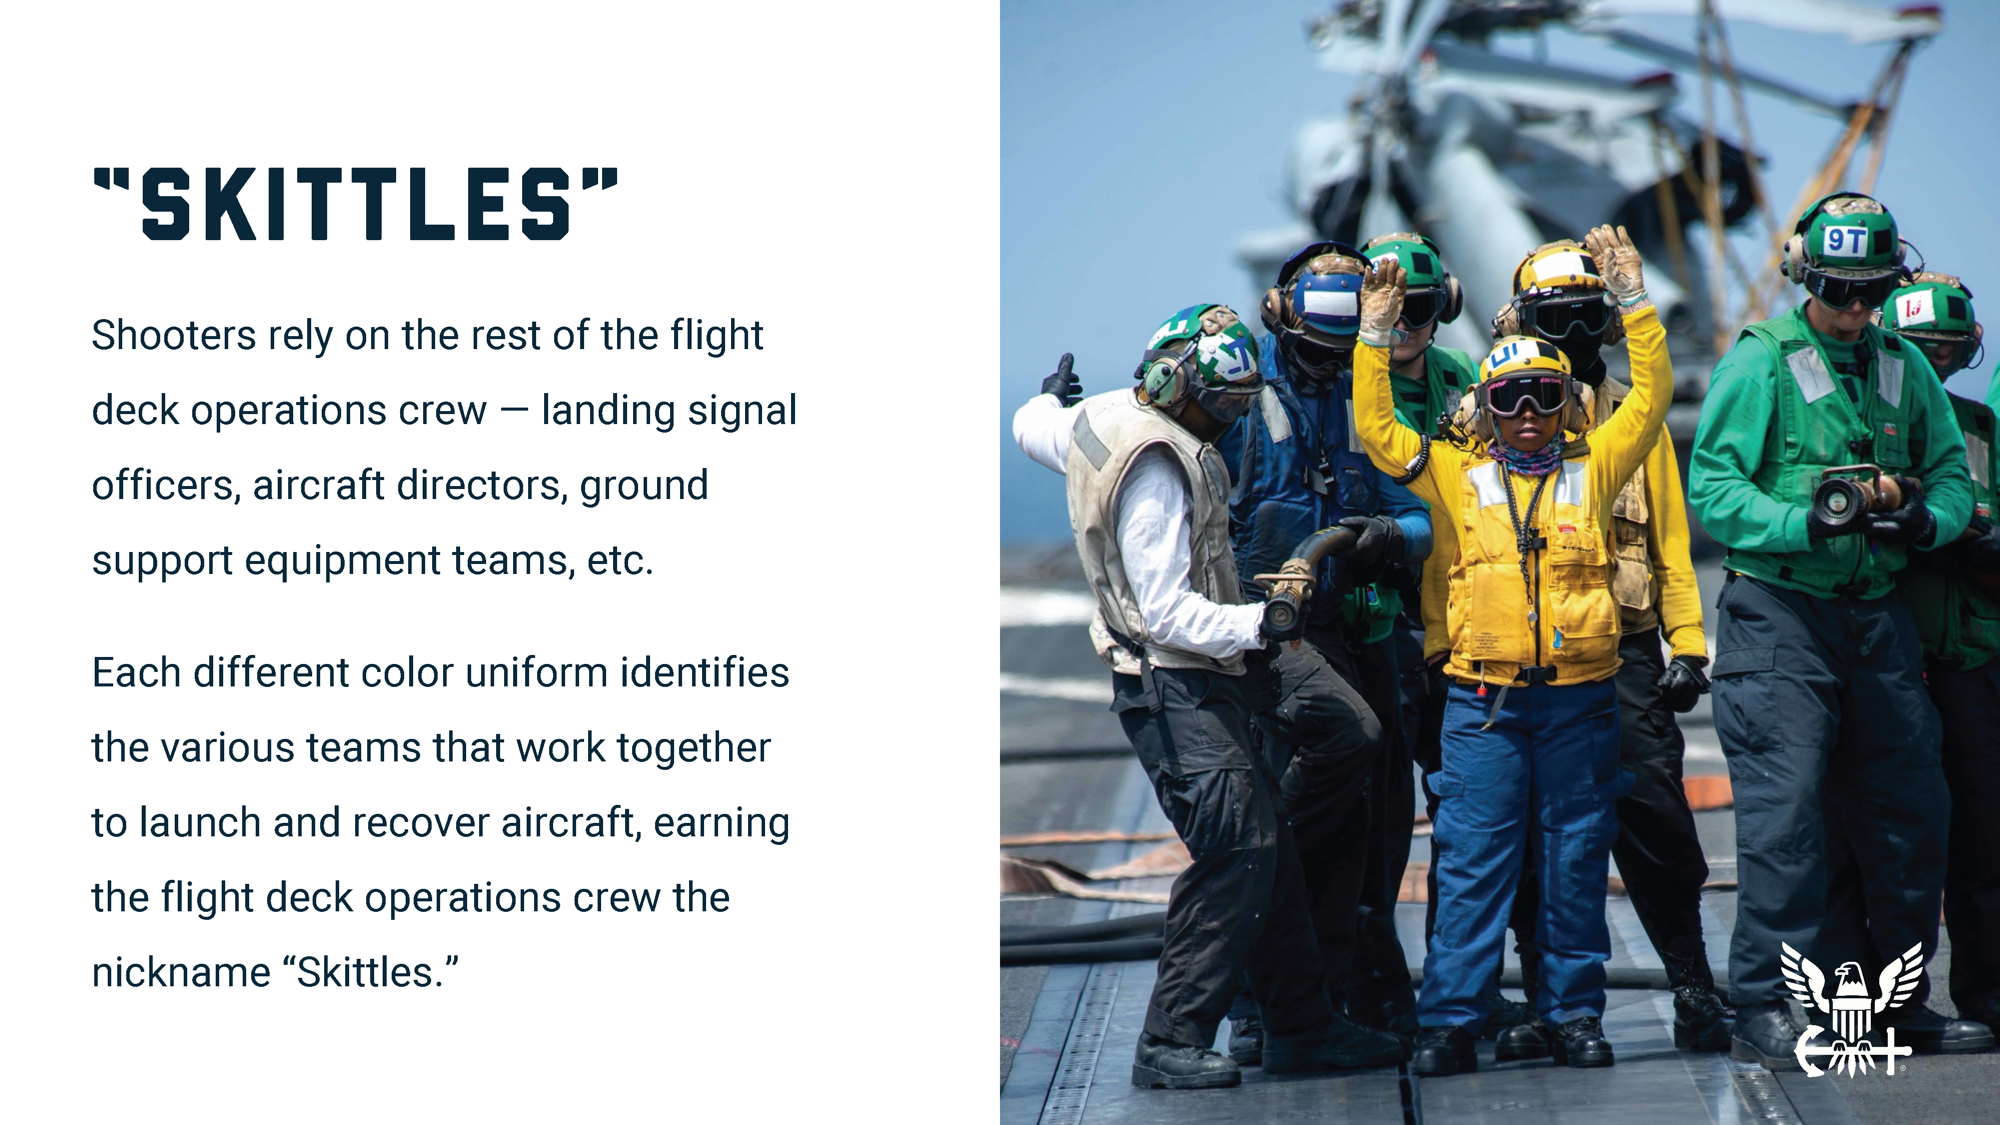 "SKITTLES"
Shooters rely on the rest of the flight
deck operations crew — landing signal
officers, aircraft directors, ground
support equipment teams, etc.
Each different color uniform identifies
the various teams that work together
to launch and recover aircraft, earning
the flight deck operations crew the
nickname “Skittles.”
9T
UI